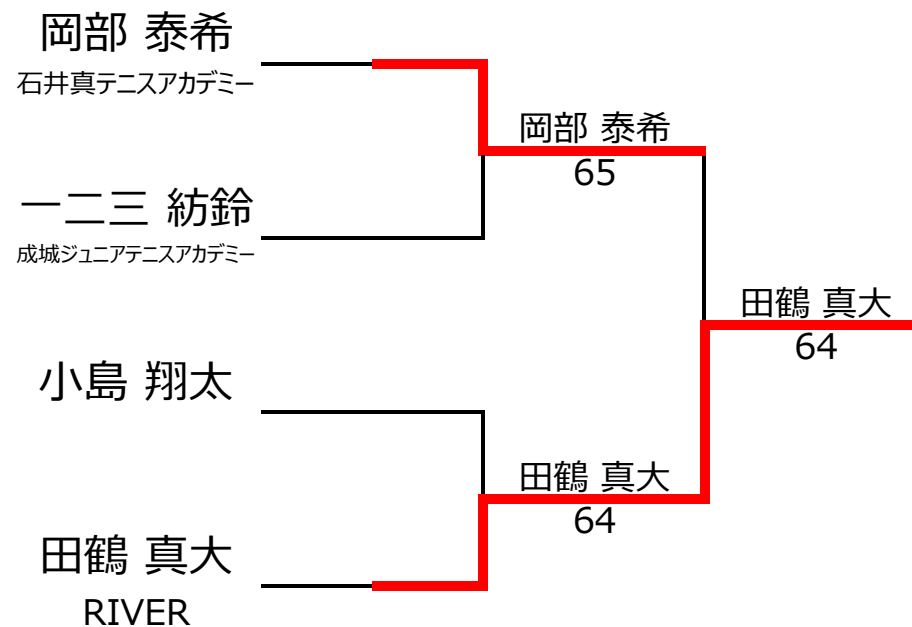 岡部 泰希
石井真テニスアカデミー
岡部 泰希
65
一二三 紡鈴
成城ジュニアテニスアカデミー
田鶴 真大
64
小島 翔太
田鶴 真大
64
田鶴 真大
RIVER